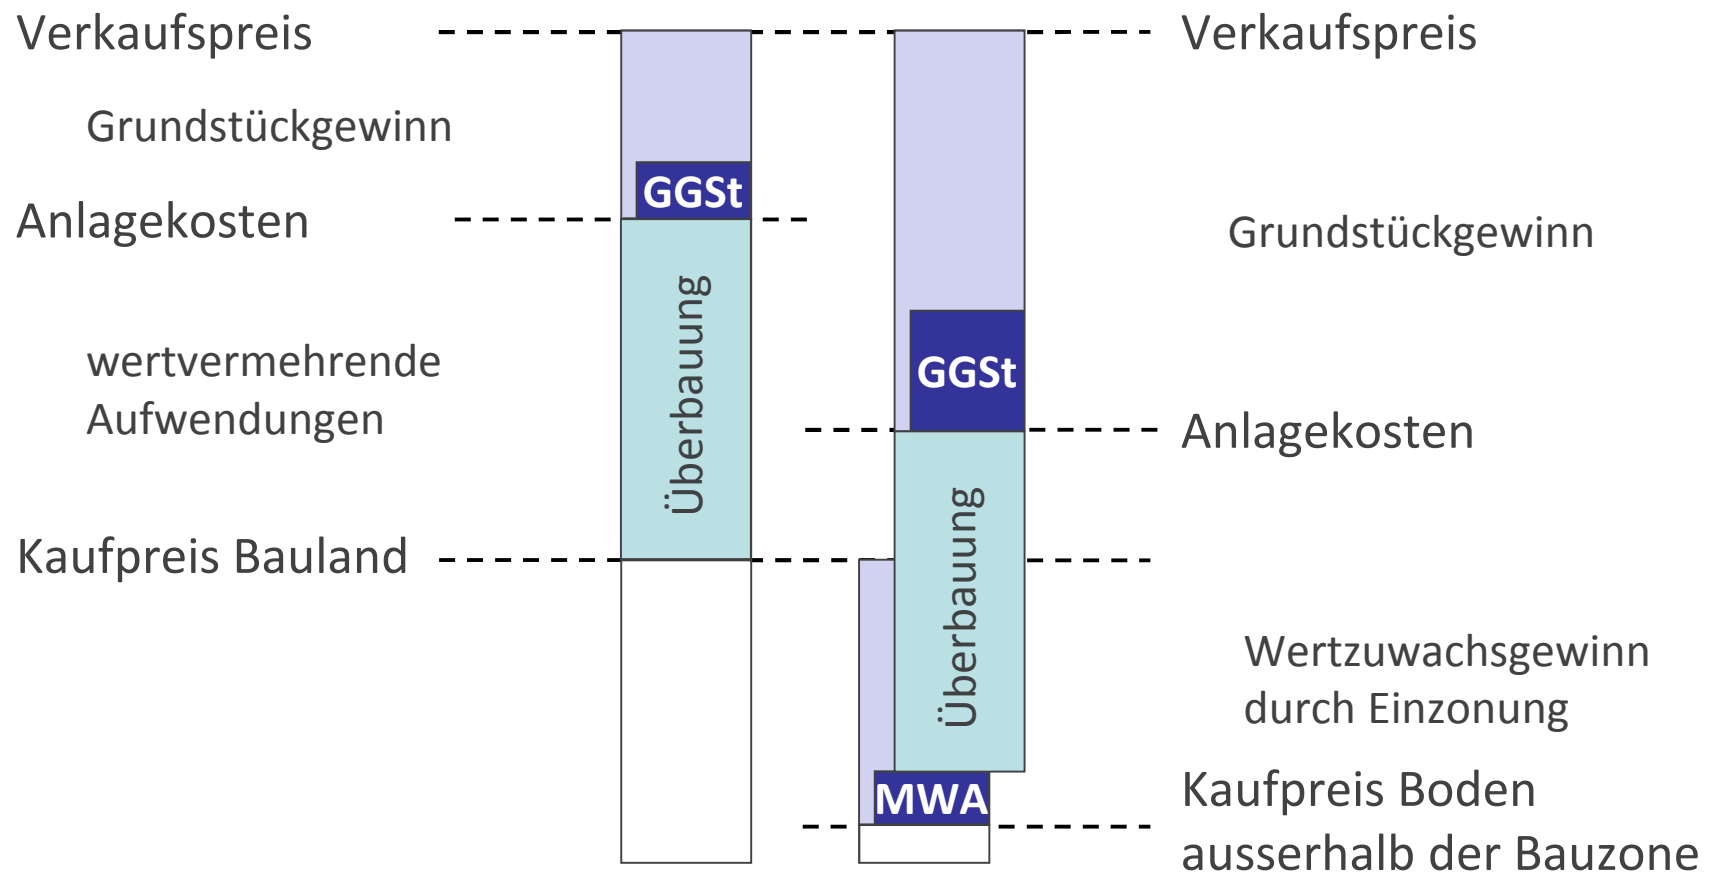 Verkaufspreis
Grundstückgewinn
Anlagekosten
wertvermehrende
Aufwendungen
Kaufpreis Bauland
GGSt
Überbauung
GGSt
Überbauung
MWA
Verkaufspreis
Grundstückgewinn
Anlagekosten
Wertzuwachsgewinn
durch Einzonung
Kaufpreis Boden
ausserhalb der Bauzone